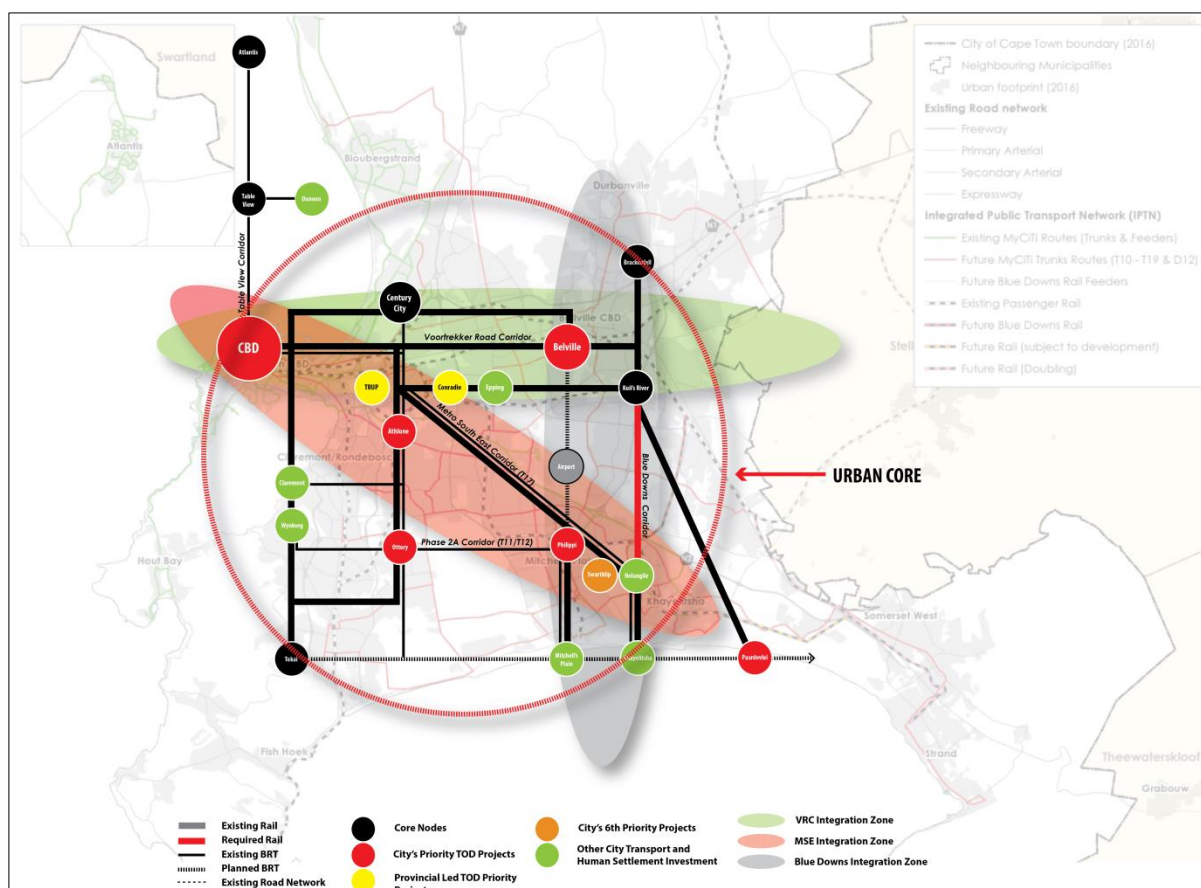 Swartland
Atlantis
Atlantis
City of Cape Town boundary (2016)
Neighbouring Municipalities
Urban footprint (2016)
Existing Road network
Freeway
Primary Arterial
Secondary Arterial
Expressway
Integrated Public Transport Network (IPTN)
Existing MyCiTi Routes (Trunks & Feeders)
Future MyCiTi Trunks Routes (T10 - T19 & D12)
Future Blue Downs Rail Feeders
Existing Passenger Rail
Future Blue Downs Rail
Future Rail (subject to development)
Future Rail (Doubling)
Bloubergstrand
Durbanville
Table
View
Dunoon
Table View Corridor
Century
City
CBD
Voortrekker Road Corridor
Belville
TRUP
Conradie
Epping
Kuil's River
Athlone
Metro South East Corridor (T17)
Claremont/Rondebosch
Airport
Blue Downs Corridor
URBAN CORE
Claremont
Wynberg
Ottery
Phase 2A Corridor (T11/T12)
Philippi
Hout Bay
Swartklip
Nolungile
Somerset West
Tokai
Mitchell's
Plain
Fish Hoek
Strand
Theewaterskloof
Grabouw
Existing Rail
Required Rail
Existing BRT
Planned BRT
Existing Road Network
Core Nodes
City's Priority TOD Projects
Provincial Led TOD Priority
City's 6th Priority Projects
Other City Transport and
Human Settlement Investment
VRC Integration Zone
MSE Integration Zone
Blue Downs Integration Zone